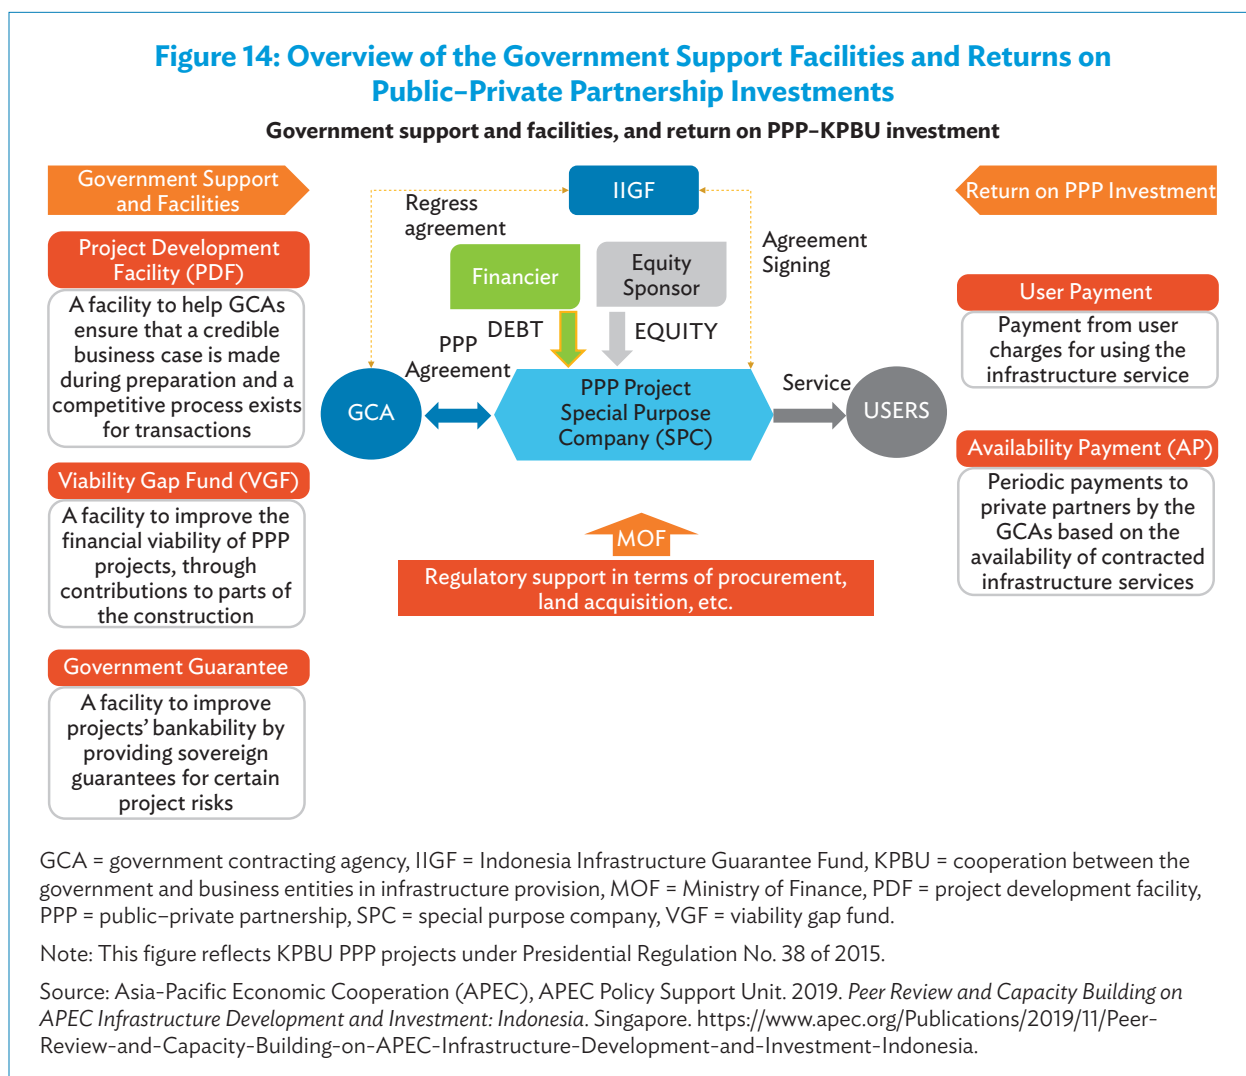 Figure 14: Overview of the Government Support Facilities and Returns on
Public–Private Partnership Investments
Government support and facilities, and return on PPP–KPBU investment
Government Support
and Facilities
Project Development
Facility (PDF)
A facility to help GCAs
ensure that a credible
business case is made
during preparation and a
competitive process exists
for transactions
Viability Gap Fund (VGF)
A facility to improve the
financial viability of PPP
projects, through
contributions to parts of
the construction
Government Guarantee
A facility to improve
projects’ bankability by
providing sovereign
guarantees for certain
project risks
IIGF
Regress
agreement
Agreement
Signing
Financier
Equity
Sponsor
DEBT
EQUITY
PPP
Agreement
GCA
PPP Project
Special Purpose
Company (SPC)
Service
USERS
MOF
Regulatory support in terms of procurement,
land acquisition, etc.
Return on PPP Investment
User Payment
Payment from user
charges for using the
infrastructure service
Availability Payment (AP)
Periodic payments to
private partners by the
GCAs based on the
availability of contracted
infrastructure services
GCA = government contracting agency, IIGF = Indonesia Infrastructure Guarantee Fund, KPBU = cooperation between the
government and business entities in infrastructure provision, MOF = Ministry of Finance, PDF = project development facility,
PPP = public–private partnership, SPC = special purpose company, VGF = viability gap fund.
Note: This figure reflects KPBU PPP projects under Presidential Regulation No. 38 of 2015.
Source: Asia-Pacific Economic Cooperation (APEC), APEC Policy Support Unit. 2019. Peer Review and Capacity Building on
APEC Infrastructure Development and Investment: Indonesia. Singapore. https://www.apec.org/Publications/2019/11/Peer-
Review-and-Capacity-Building-on-APEC-Infrastructure-Development-and-Investment-Indonesia.